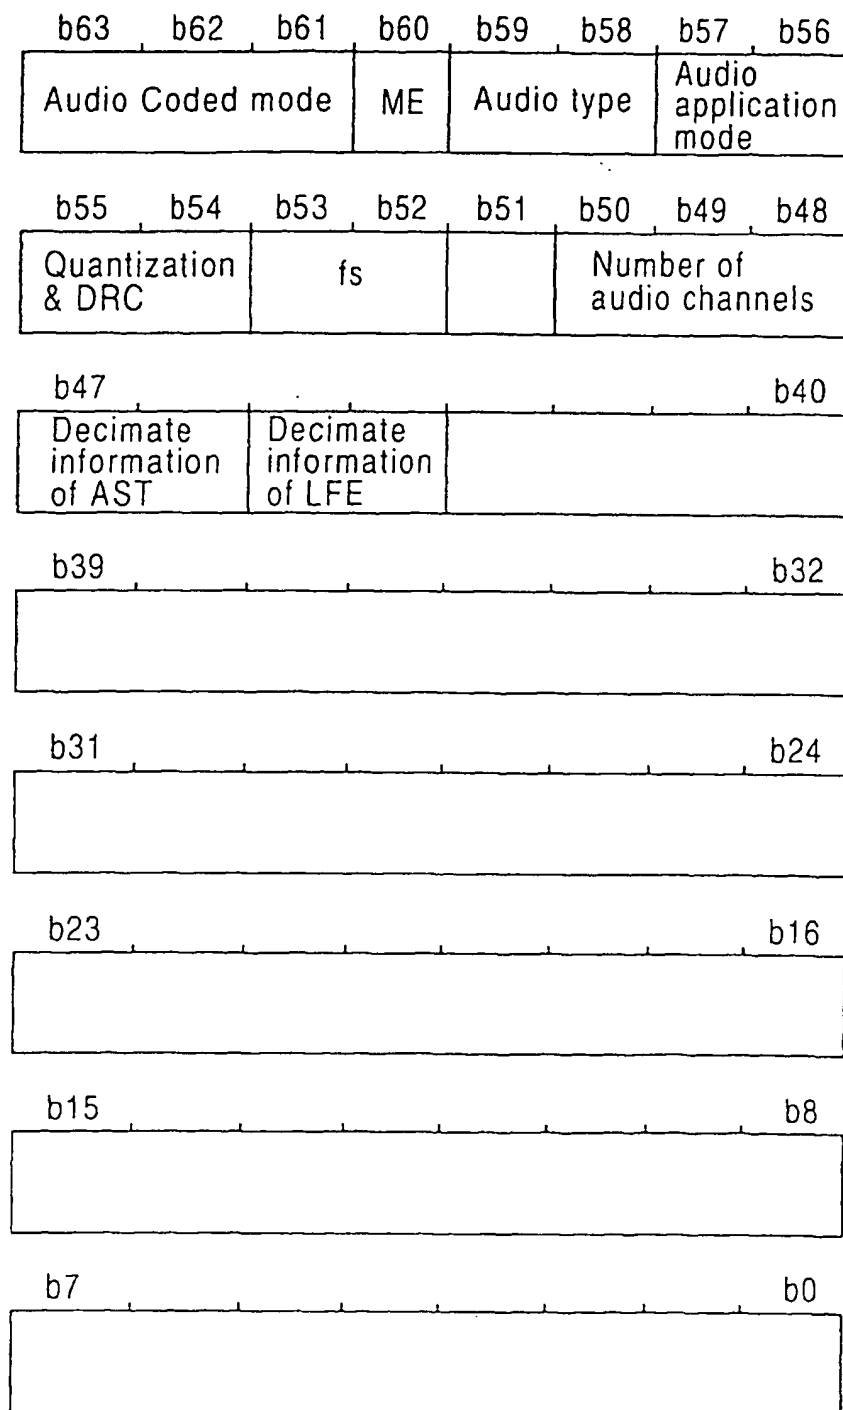 b63 b62 b61 b60 b59 b58 b57 b56
Audio Coded mode ME Audio type Audio application mode
b55 b54 b53 b52 b51 b50 b49 b48
Quantization & DRC fs Number of audio channels
b47 b40
Decimate information of AST Decimate information of LFE
b39 b32
b31 b24
b23 b16
b15 b8
b7 b0